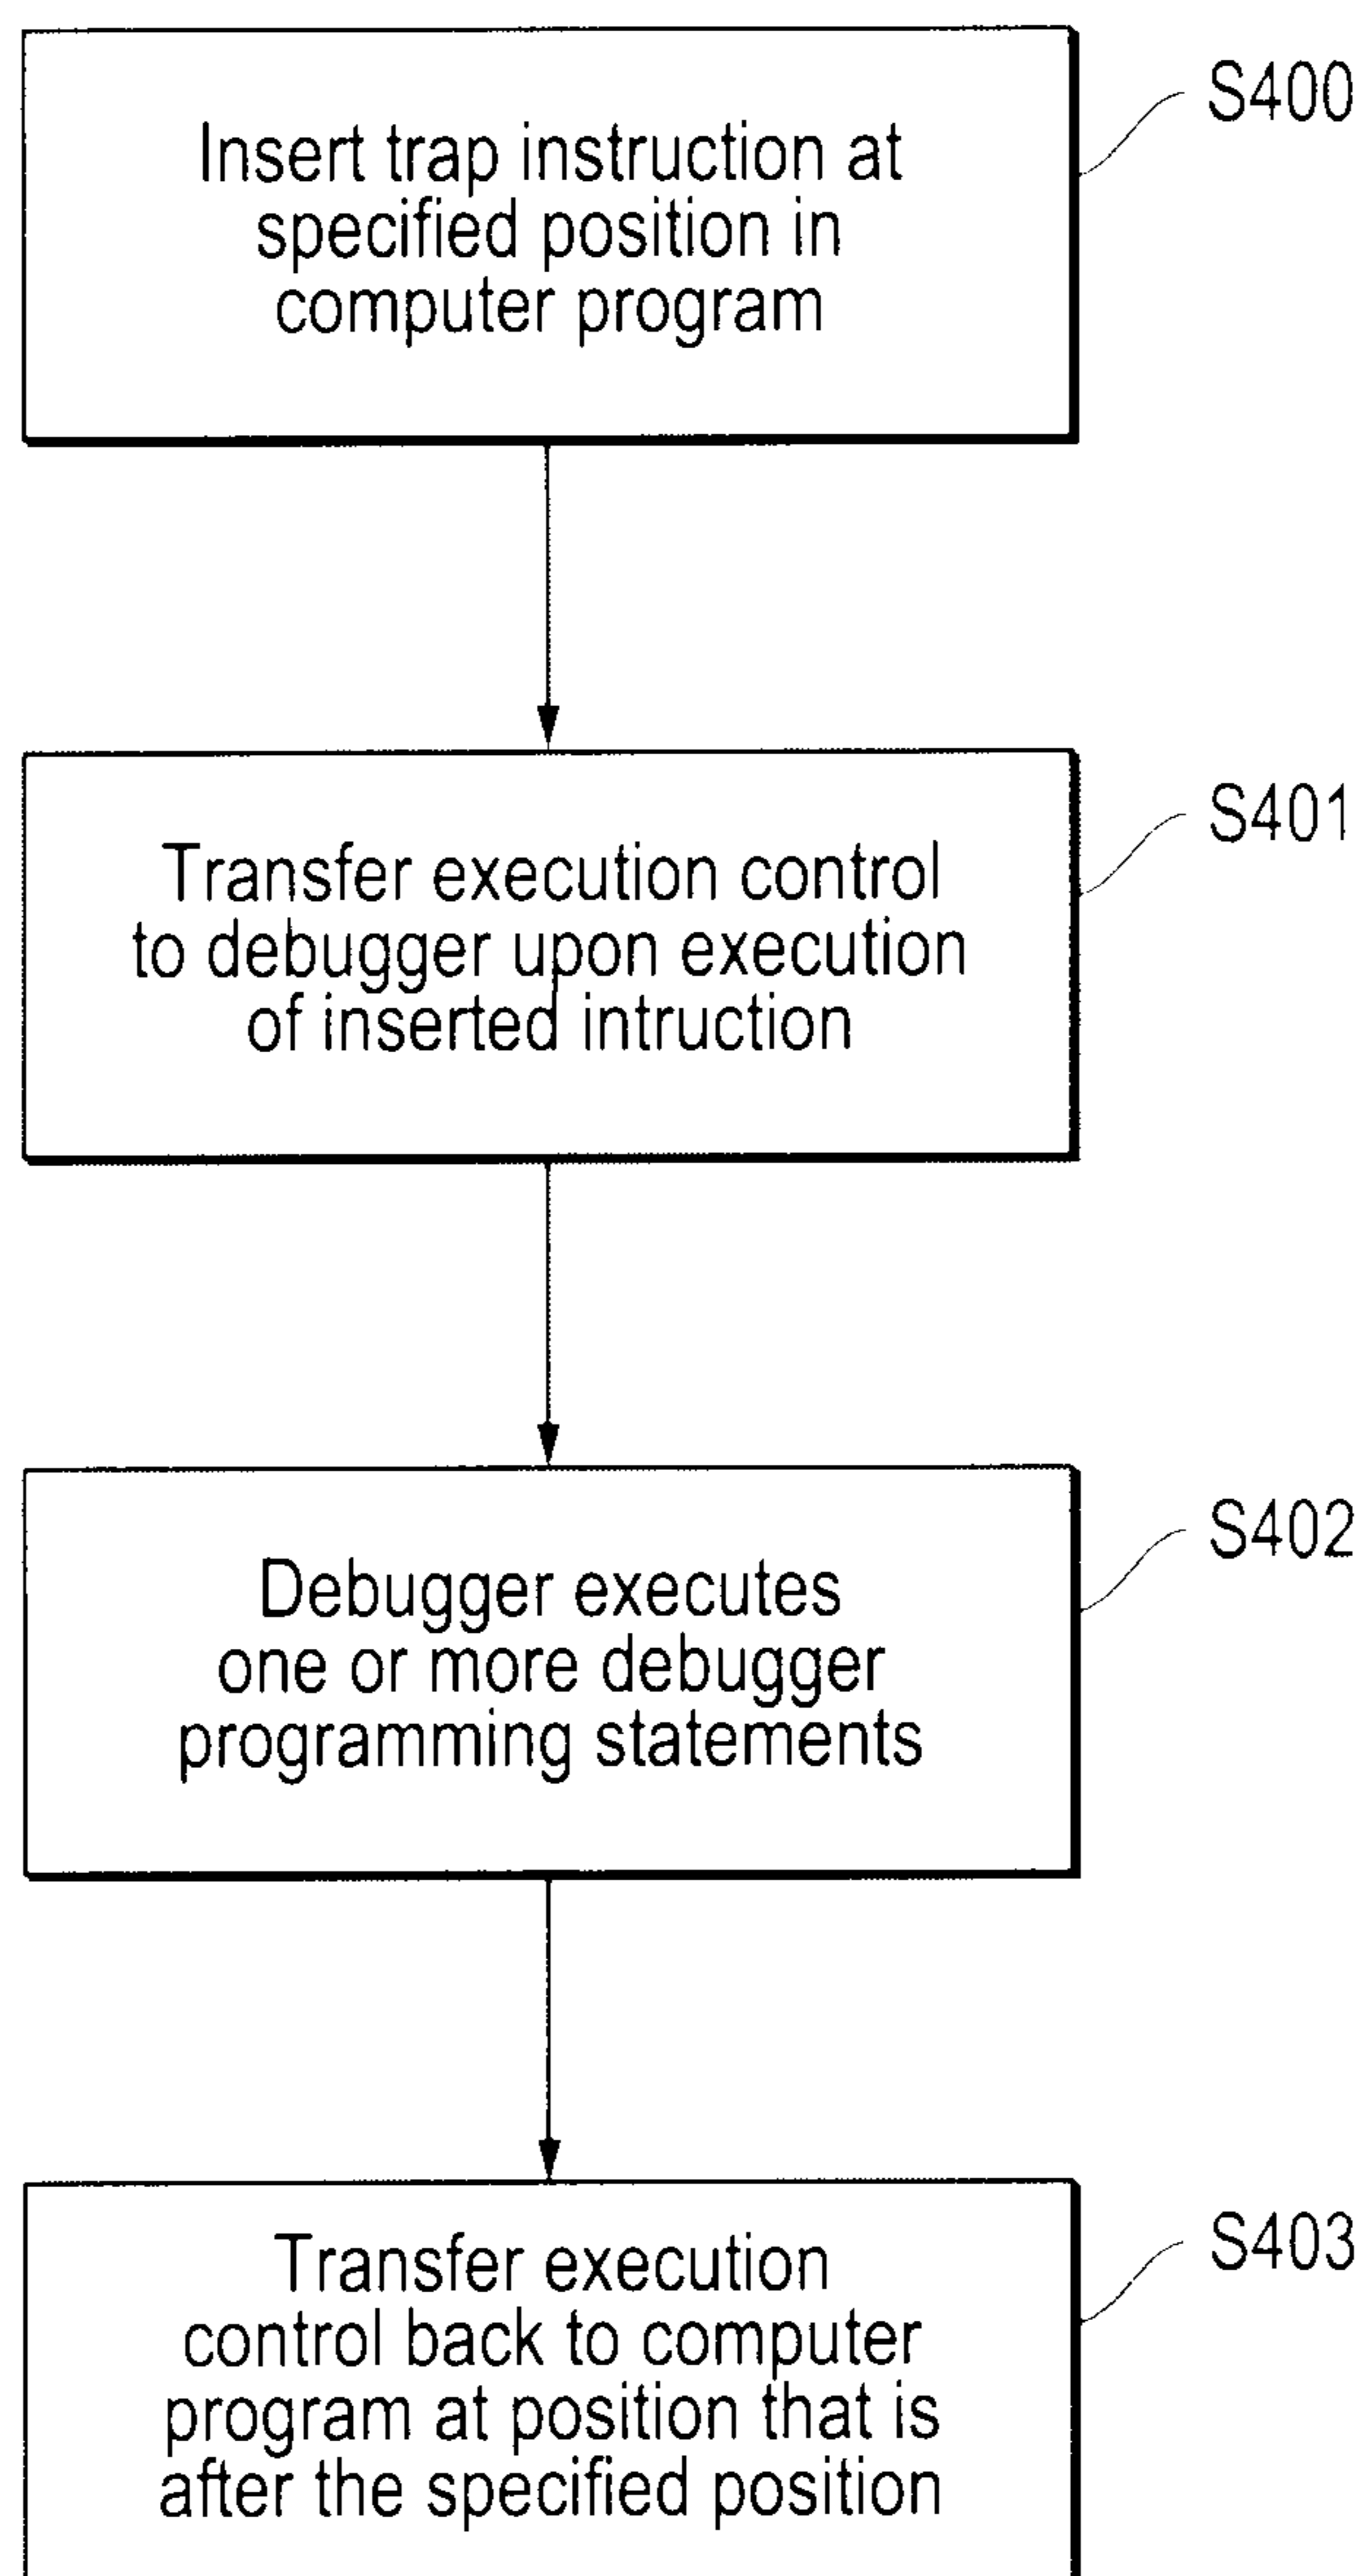 Insert trap instruction at
specified position in
computer program
S400
Transfer execution control
to debugger upon execution
of inserted intruction
S401
Debugger executes
one or more debugger
programming statements
S402
Transfer execution
control back to computer
program at position that is
after the specified position
S403